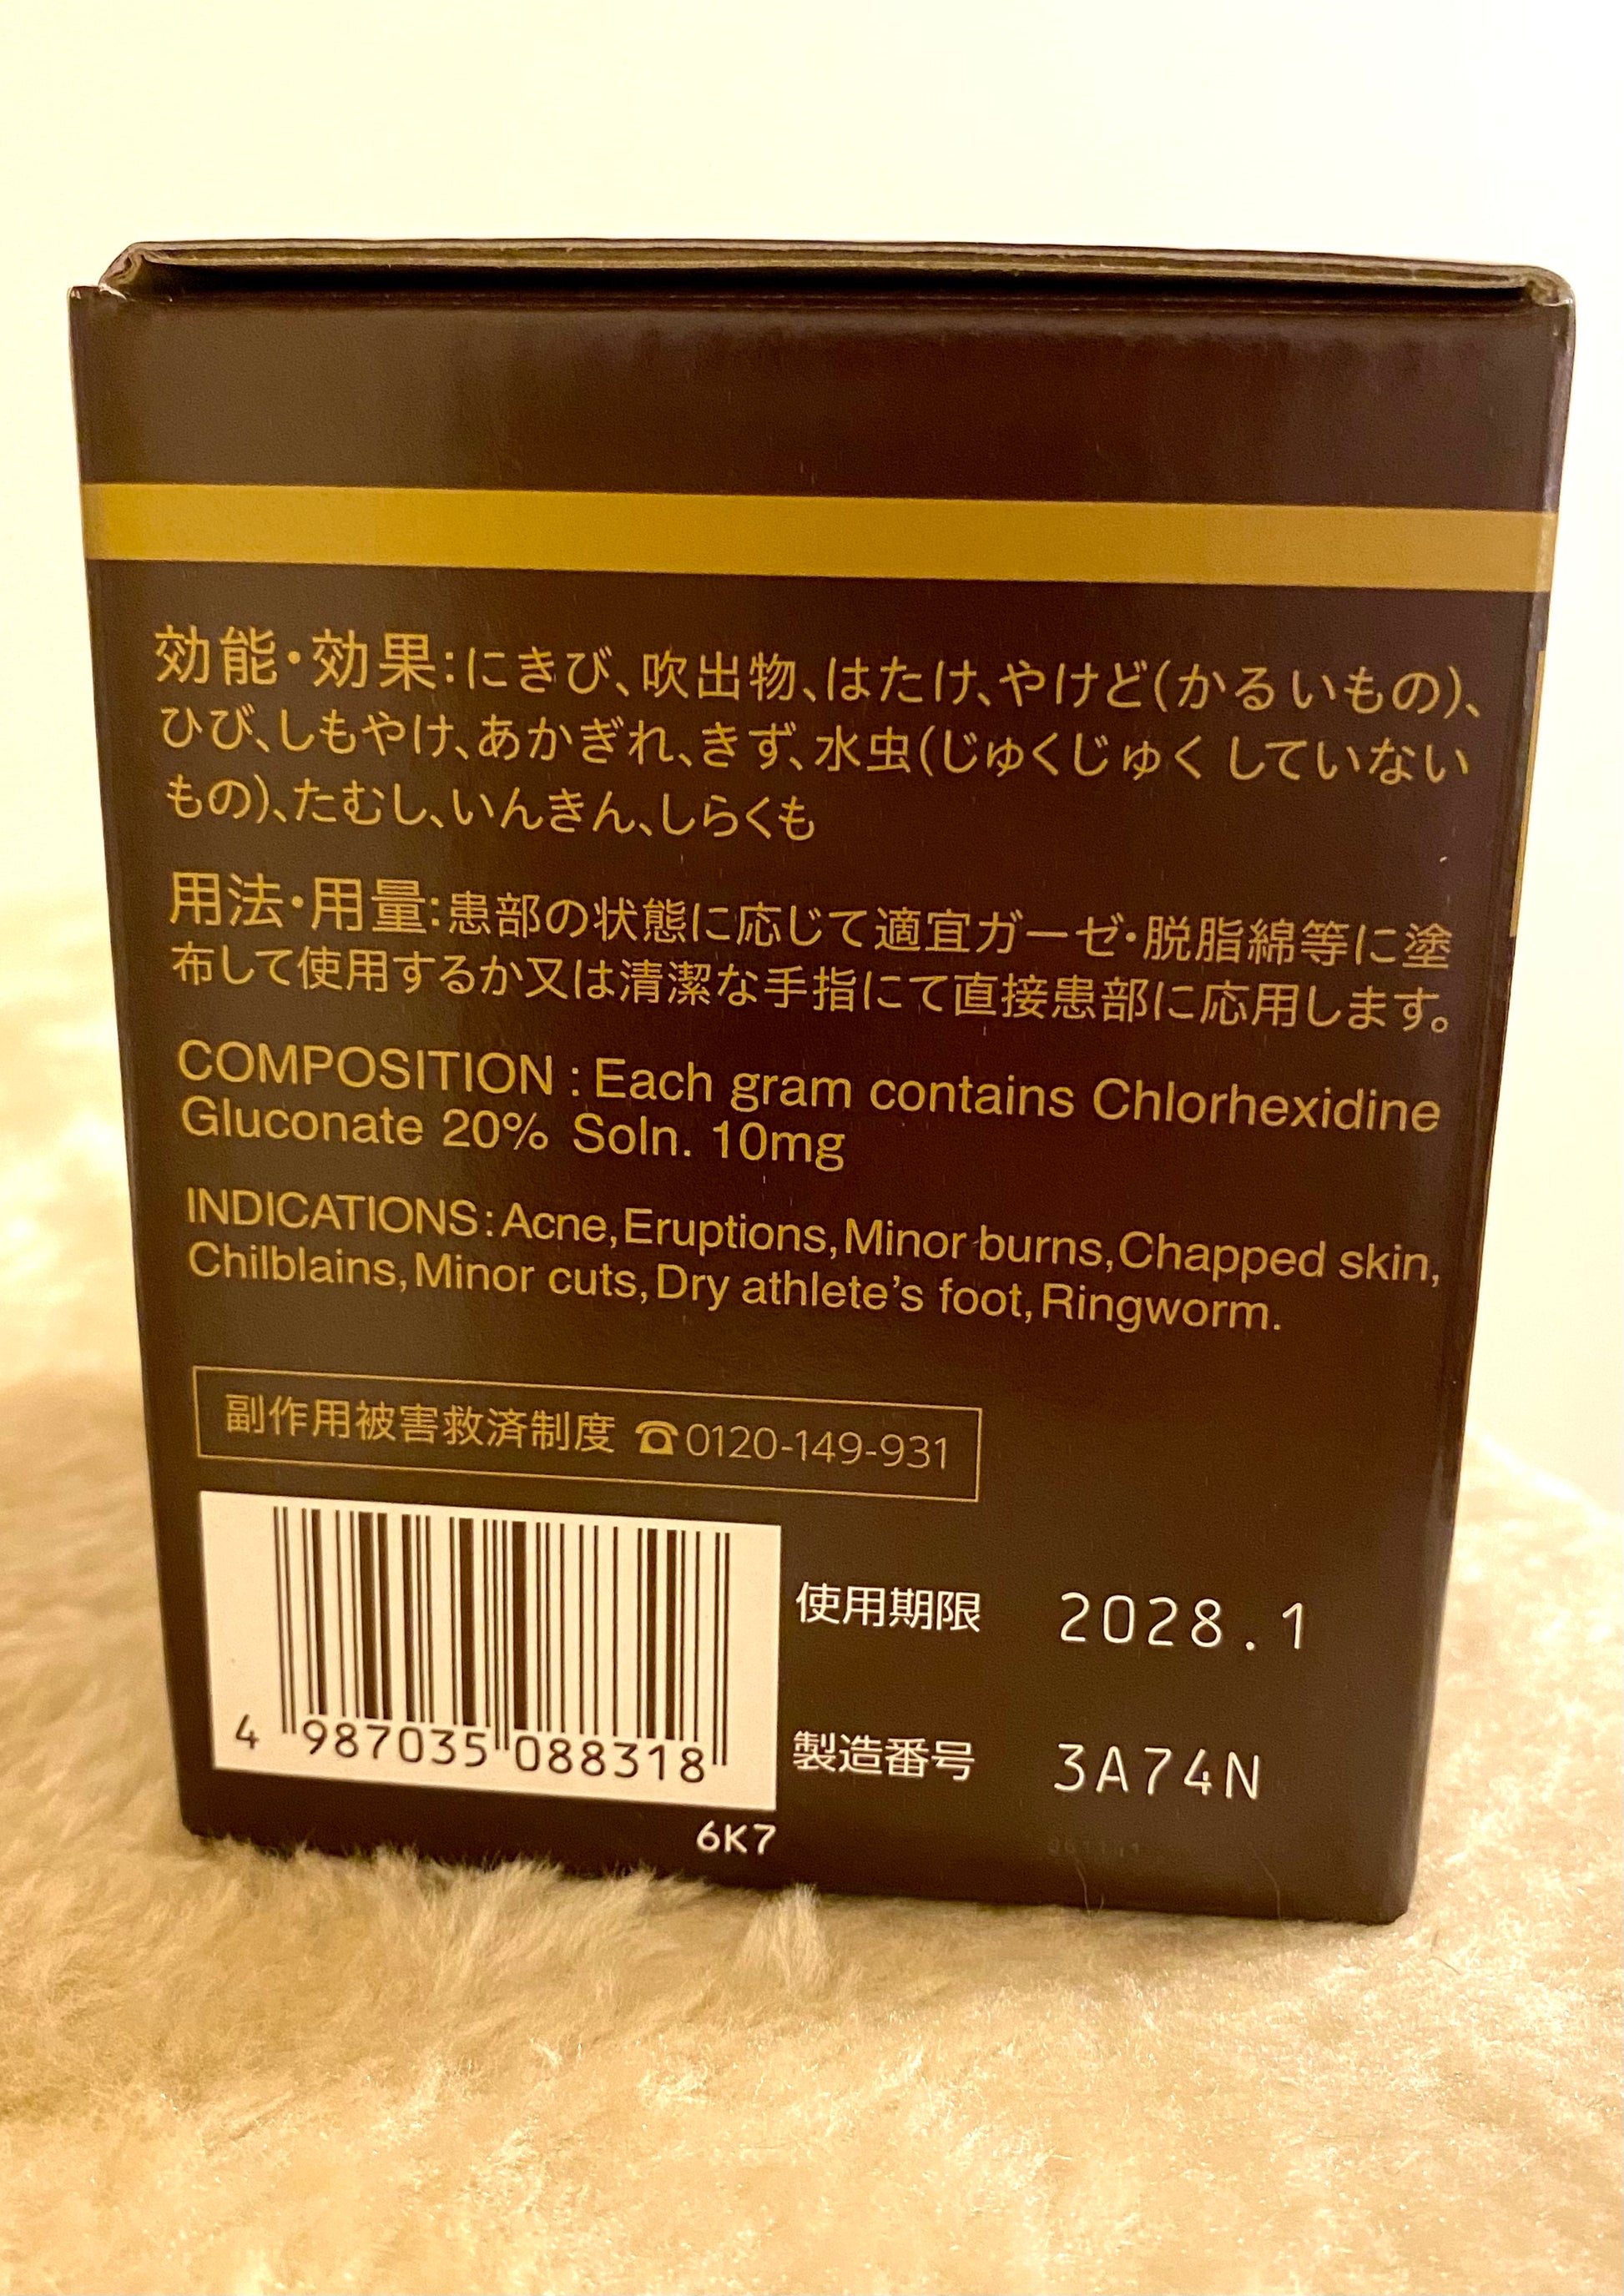 効能・効果:にきび、吹出物、はたけ、やけど(かるいもの)、
ひび、しもやけ、あかぎれ、きず、水虫(じゅくじゅくしていない
もの)、たむし、いんきん、しらくも
用法・用量:患部の状態に応じて適宜ガーゼ・脱脂綿等に塗
布して使用するか又は清潔な手指にて直接患部に応用します。
COMPOSITION : Each gram contains Chlorhexidine
Gluconate 20% Soln. 10mg
INDICATIONS: Acne, Eruptions, Minor burns, Chapped skin,
Chilblains, Minor cuts, Dry athlete's foot, Ringworm.
副作用被害救済制度 ☎0120-149-931
使用期限 2028.1
製造番号 3A74N
4 987035 088318
6K7